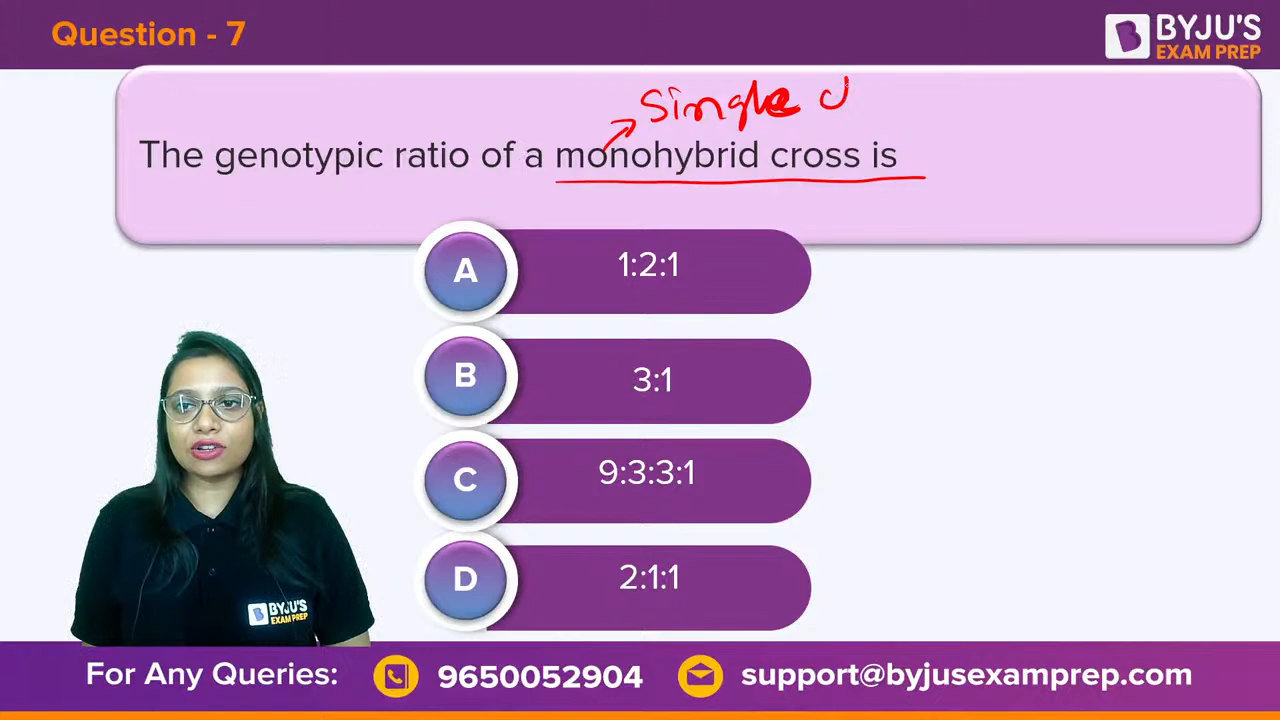 Question - 7
BYJU'S
EXAM PREP
Single
The genotypic ratio of a monohybrid cross is
A
1:2:1
B
3:1
C
9:3:3:1
D
2:1:1
BYJU'S
EXAM PREP
For Any Queries:
9650052904
support@byjusexamprep.com